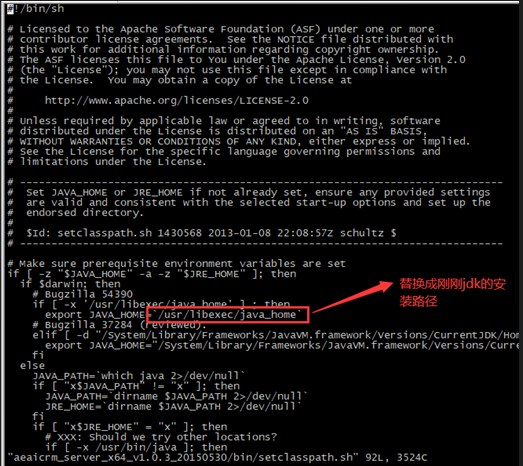 #!/bin/sh
# Licensed to the Apache Software Foundation (ASF) under one or more
# contributor license agreements.  See the NOTICE file distributed with
# this work for additional information regarding copyright ownership.
# The ASF licenses this file to You under the Apache License, Version 2.0
# (the "License"); you may not use this file except in compliance with
# the License.  You may obtain a copy of the License at
#
#     http://www.apache.org/licenses/LICENSE-2.0
#
# Unless required by applicable law or agreed to in writing, software
# distributed under the License is distributed on an "AS IS" BASIS,
# WITHOUT WARRANTIES OR CONDITIONS OF ANY KIND, either express or implied.
# See the License for the specific language governing permissions and
# limitations under the License.
# -----------------------------------------------------------------------------
#  Set JAVA_HOME or JRE_HOME if not already set, ensure any provided settings
#  are valid and consistent with the selected start-up options and set up the
#  endorsed directory.
#
#  $Id: setclasspath.sh 1430568 2013-01-08 22:08:57Z schultz $
# -----------------------------------------------------------------------------
# Make sure prerequisite environment variables are set
if [ -z "$JAVA_HOME" -a -z "$JRE_HOME" ]; then
  if $darwin; then
    # Bugzilla 54390
    if [ -x '/usr/libexec/java_home' ] ; then
      export JAVA_HOME=`/usr/libexec/java_home`
    # Bugzilla 37284 (reviewed).
    elif [ -d "/System/Library/Frameworks/JavaVM.framework/Versions/CurrentJDK/Hom
      export JAVA_HOME="/System/Library/Frameworks/JavaVM.framework/Versions/Curre
    fi
  else
    JAVA_PATH=`which java 2>/dev/null`
    if [ "x$JAVA_PATH" != "x" ]; then
      JAVA_PATH=`dirname $JAVA_PATH 2>/dev/null`
      JRE_HOME=`dirname $JAVA_PATH 2>/dev/null`
    fi
    if [ "x$JRE_HOME" = "x" ]; then
      # XXX: Should we try other locations?
      if [ -x /usr/bin/java ]; then
"aeaicrm_server_x64_v1.0.3_20150530/bin/setclasspath.sh" 92L, 3524C
替换成刚刚jdk的安
装路径